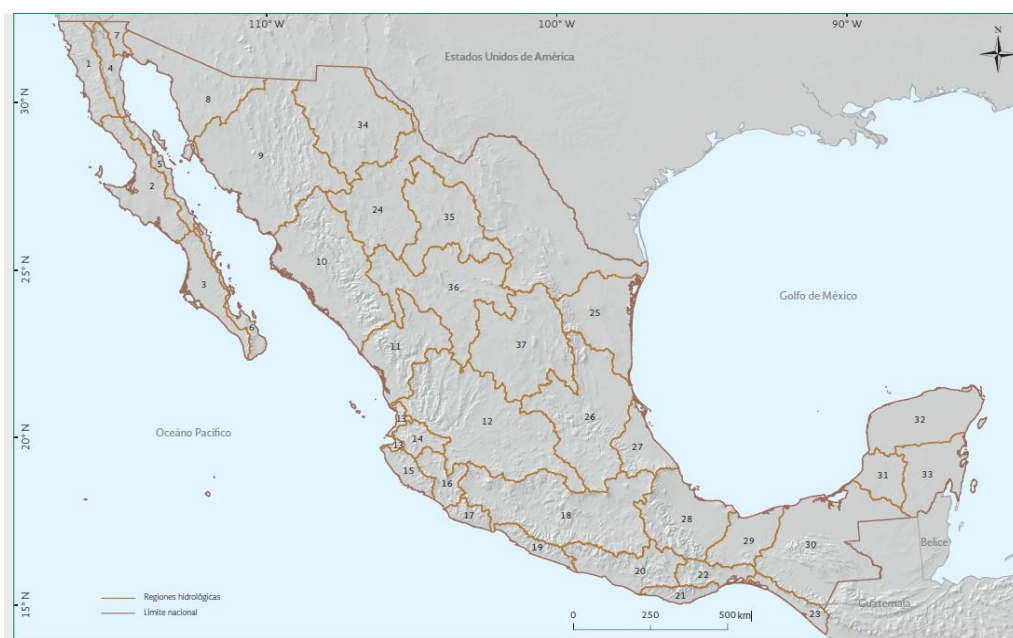 110° W 100° W 90° W
N
Estados Unidos de América
7
1 4
30° N
8
34
9
5
2
24
35
25° N
10
36
3
25
Golfo de México
6
11
37
32
12
26
13
20° N
Oceáno Pacífico
14
13
27
15
31
33
16
17
18
28
29
30
Belice
19
20
22
21
Regiones hidrológicas
Límite nacional
15° N
0 250 500 km
Guatemala
23